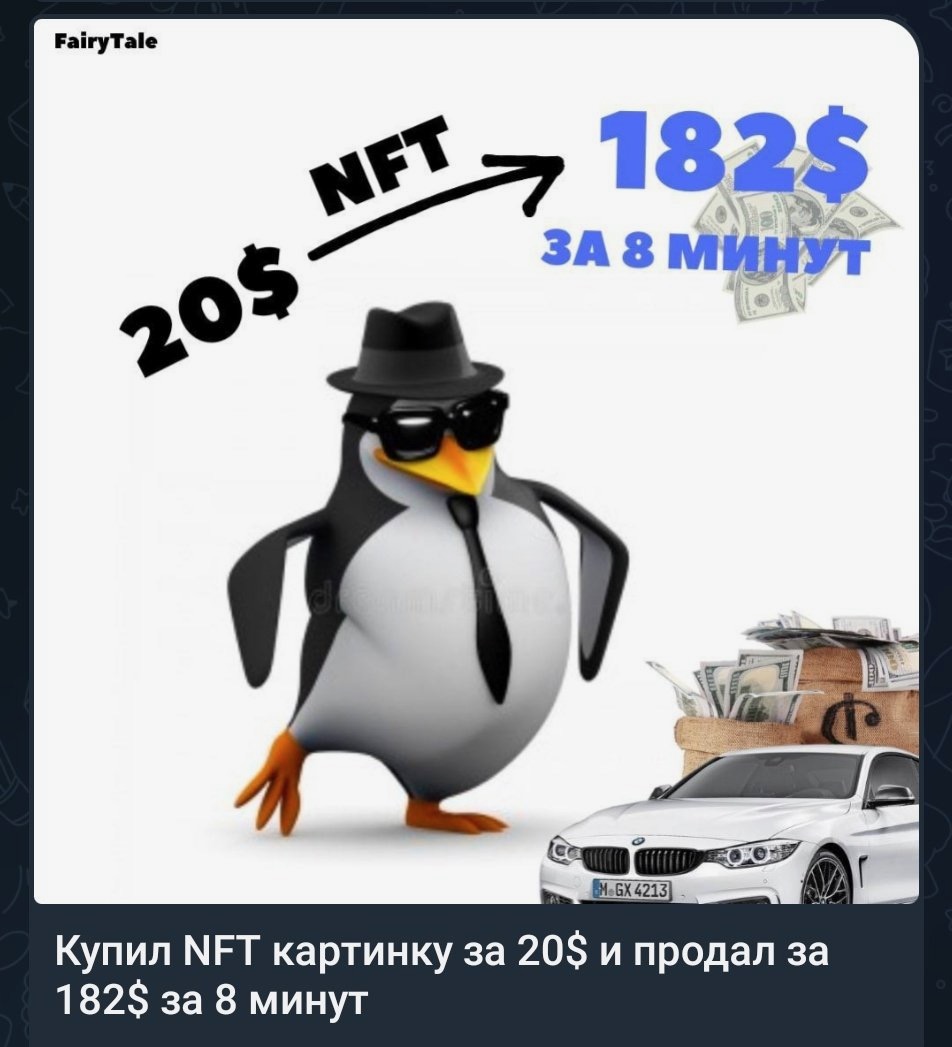 FairyTale
20$
NFT
182$
ЗА 8 МИНУТ
M GX 4213
Купил NFT картинку за 20$ и продал за
182$ за 8 минут